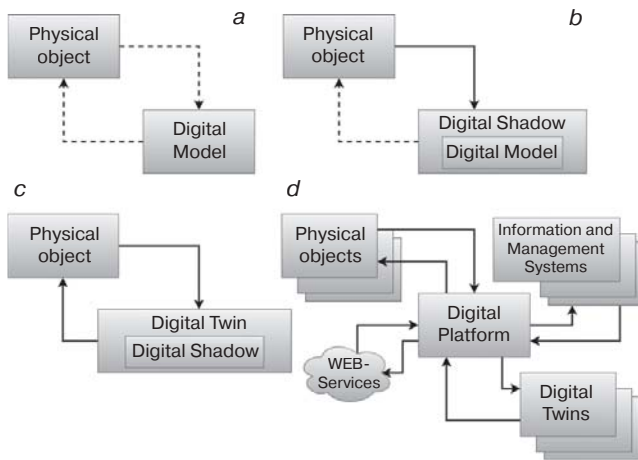 a
Physical
object
Digital
Model
b
Physical
object
Digital Shadow
Digital Model
c
Physical
object
Digital Twin
Digital Shadow
d
Physical
objects
Information and
Management
Systems
Digital
Platform
WEB-
Services
Digital
Twins